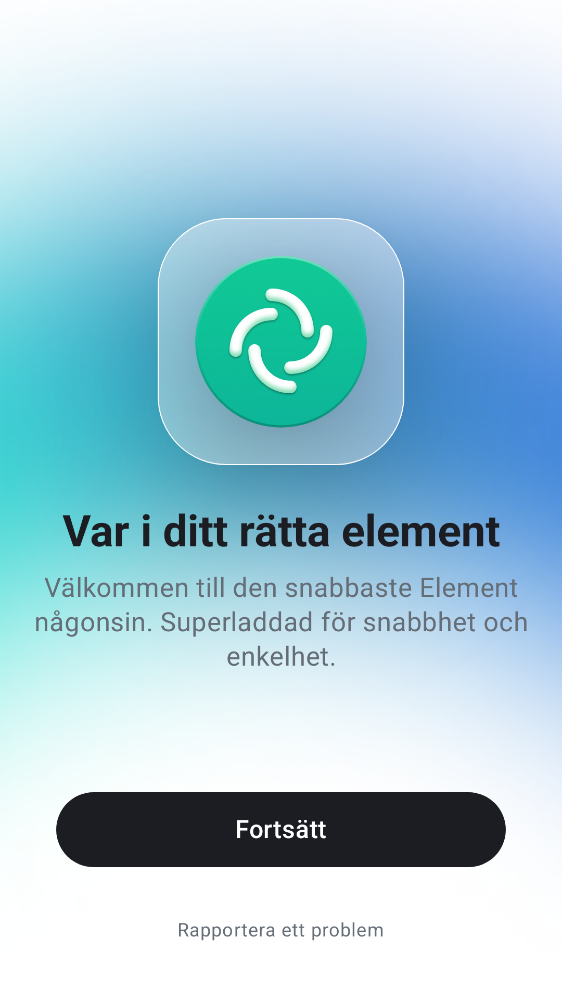 Var i ditt rätta element
Välkommen till den snabbaste Element
någonsin. Superladdad för snabbhet och
enkelhet.
Fortsätt
Rapportera ett problem